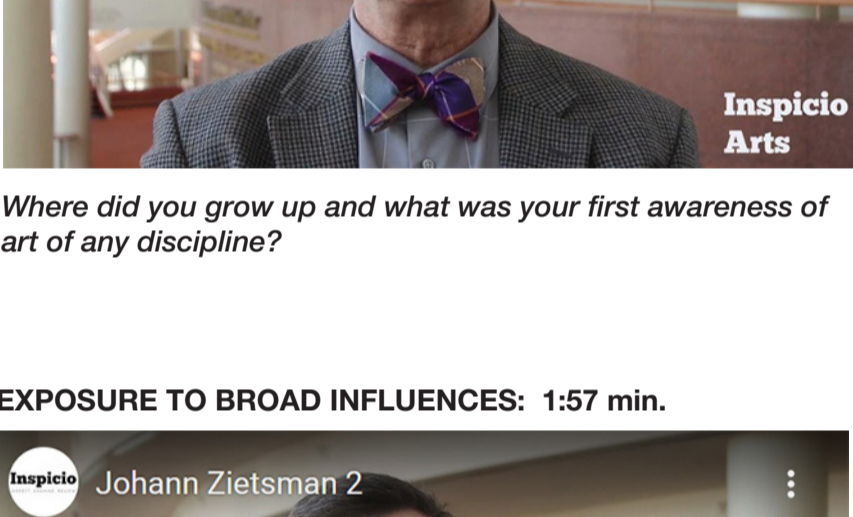 Inspicio
Arts
Where did you grow up and what was your first awareness of
art of any discipline?
EXPOSURE TO BROAD INFLUENCES:  1:57 min.
Inspicio
Johann Zietsman 2